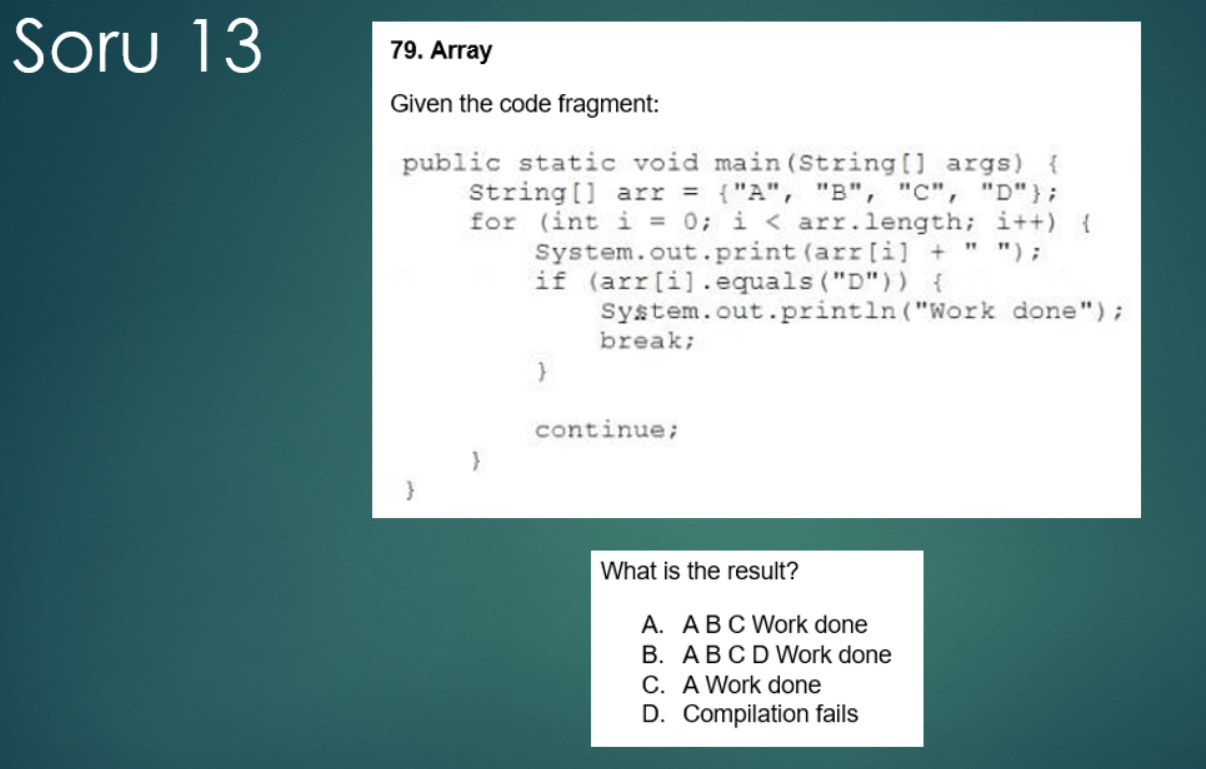 Soru 13
79. Array
Given the code fragment:
public static void main(String[] args) {
String[] arr = {"A", "B", "C", "D"};
for (int i = 0; i < arr.length; i++) {
System.out.print(arr[i] + " ");
if (arr[i].equals("D")) {
System.out.println("Work done");
break;
}
continue;
}
}
What is the result?
A. A B C Work done
B. A B C D Work done
C. A Work done
D. Compilation fails